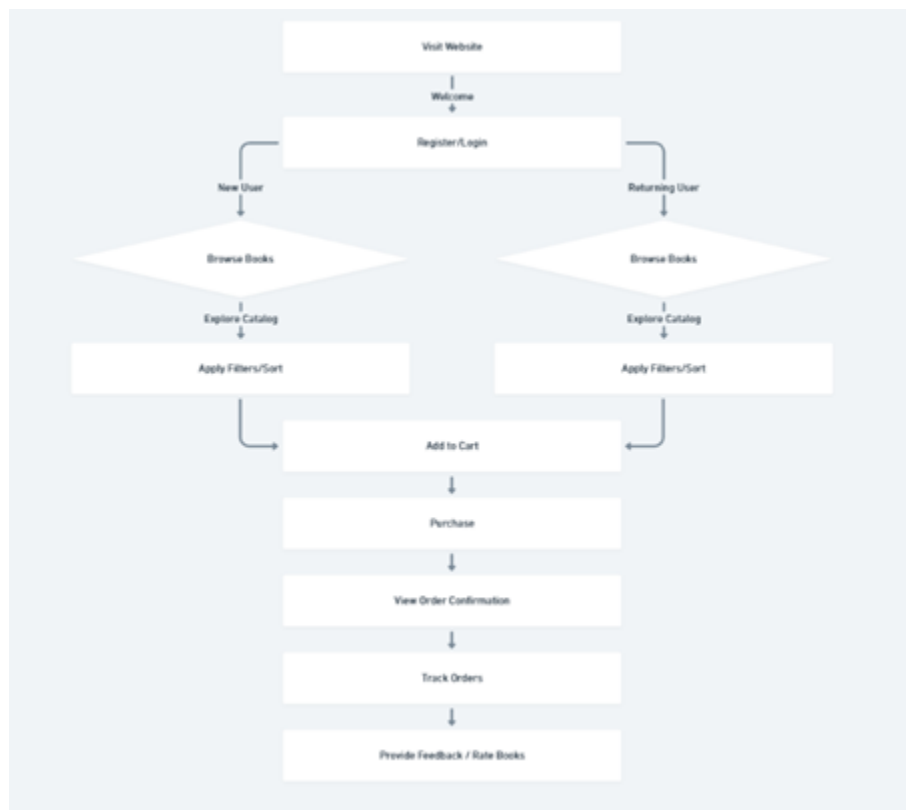 Visit Website
Welcome
Register/Login
New User
Returning User
Browse Books
Browse Books
Explore Catalog
Explore Catalog
Apply Filters/Sort
Apply Filters/Sort
Add to Cart
Purchase
View Order Confirmation
Track Orders
Provide Feedback / Rate Books